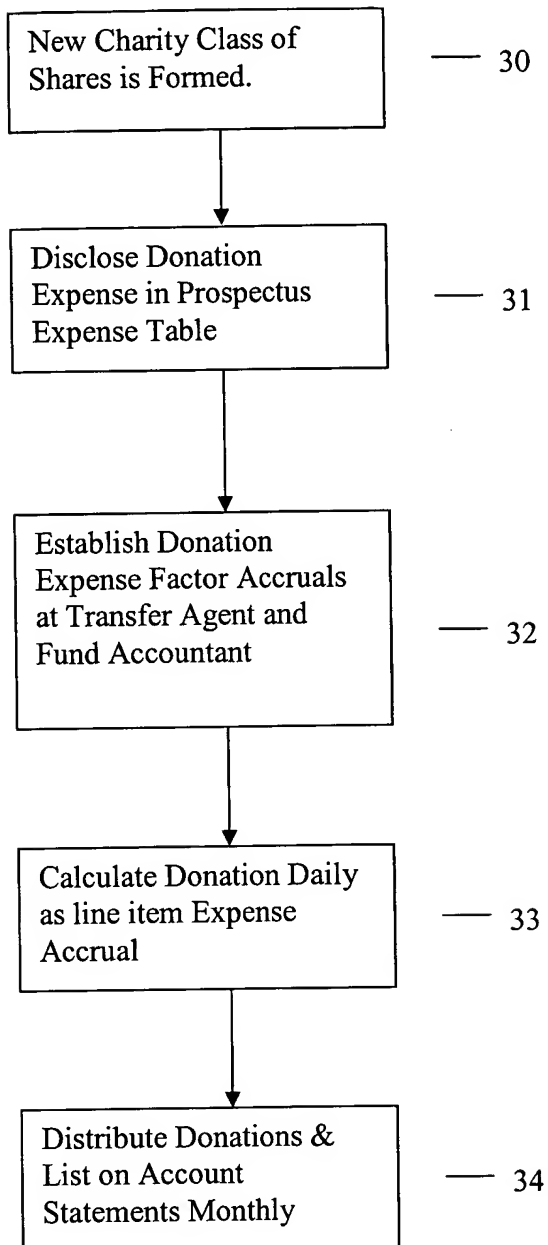 New Charity Class of
Shares is Formed.
30
Disclose Donation
Expense in Prospectus
Expense Table
31
Establish Donation
Expense Factor Accruals
at Transfer Agent and
Fund Accountant
32
Calculate Donation Daily
as line item Expense
Accrual
33
Distribute Donations &
List on Account
Statements Monthly
34